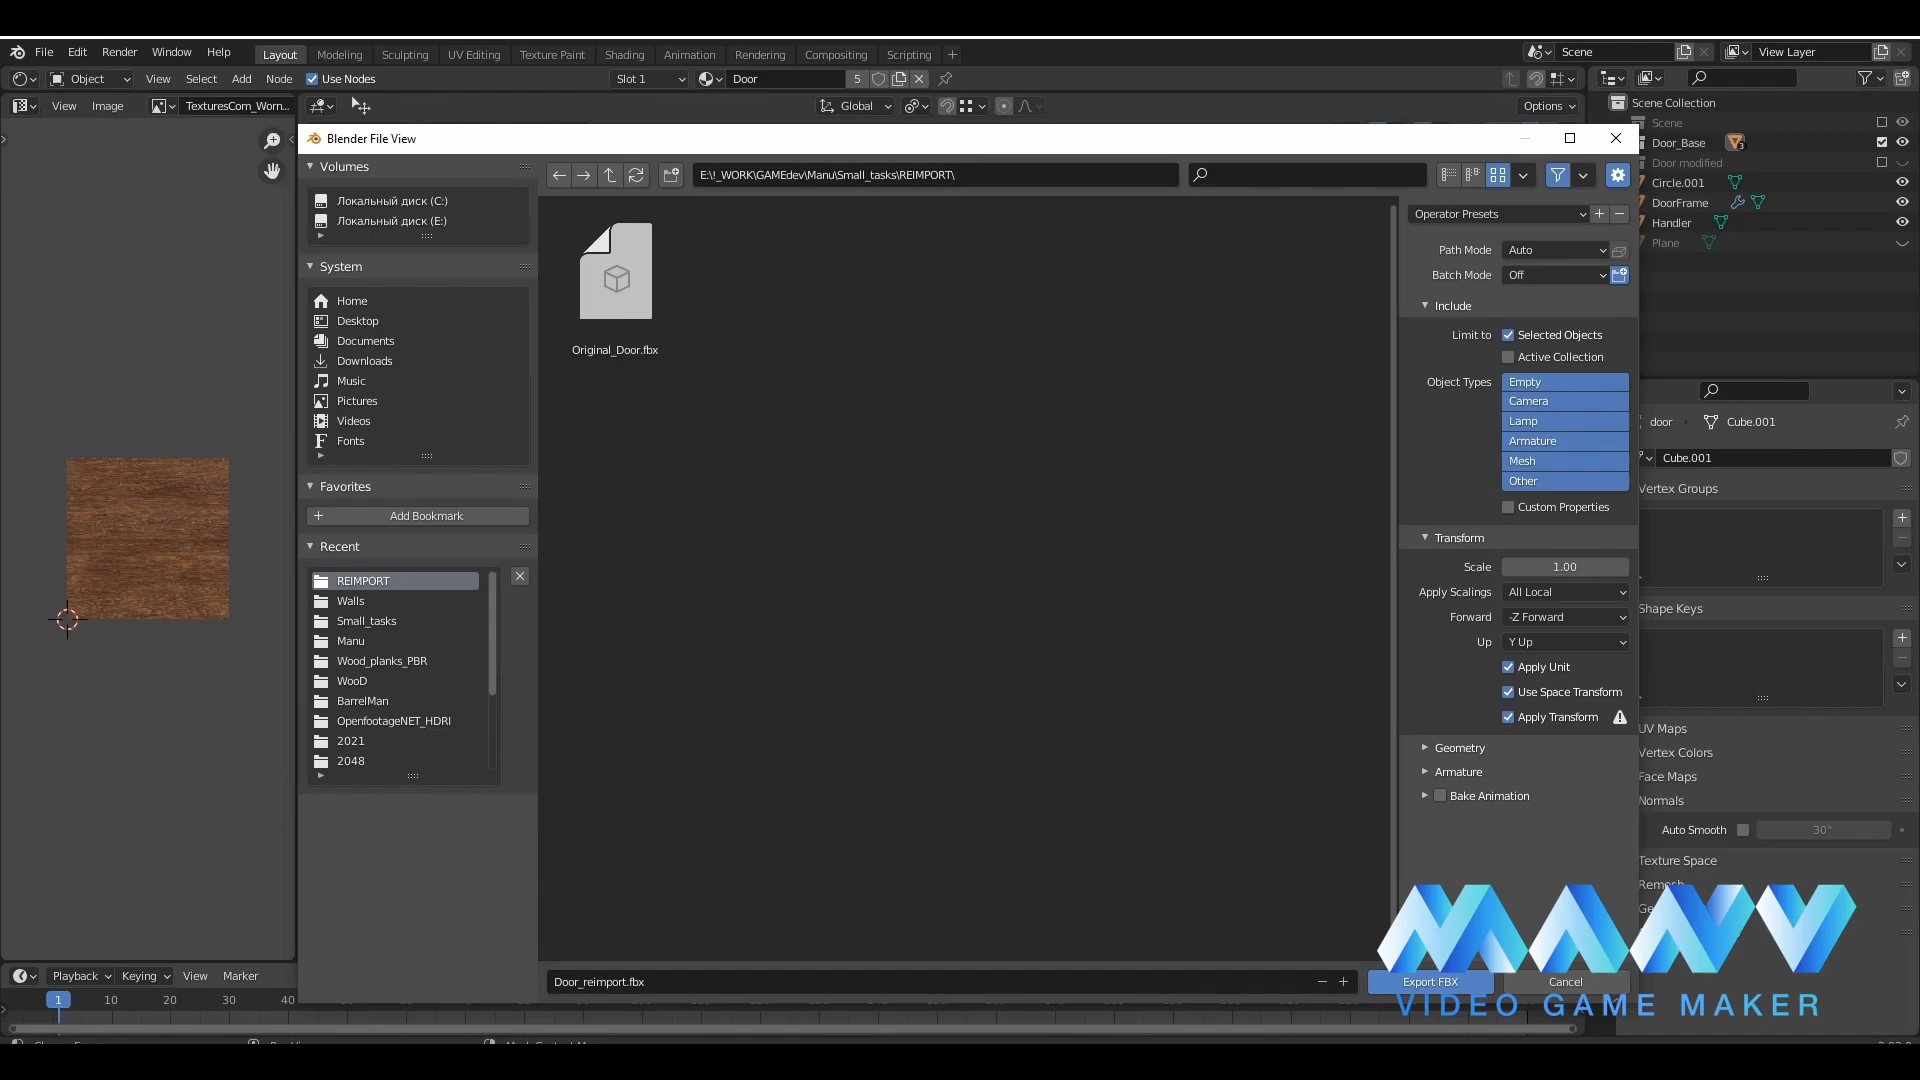 File Edit Render Window Help Layout Modeling Sculpting UV Editing Texture Paint Shading Animation Rendering Compositing Scripting + Scene View Layer
Object View Select Add Node Use Nodes Slot 1 Door 5
View Image TexturesCom_Worn... Global Options
Blender File View
Volumes
Локальный диск (C:)
Локальный диск (E:)
System
Home
Desktop
Documents
Downloads
Music
Pictures
Videos
Fonts
Favorites
Add Bookmark
Recent
REIMPORT
Walls
Small_tasks
Manu
Wood_planks_PBR
WooD
BarrelMan
OpenfootageNET_HDRI
2021
2048
E:\!_WORK\GAMEdev\Manu\Small_tasks\REIMPORT\
Original_Door.fbx
Door_reimport.fbx
Operator Presets
Path Mode Auto
Batch Mode Off
Include
Limit to Selected Objects
Active Collection
Object Types Empty
Camera
Lamp
Armature
Mesh
Other
Custom Properties
Transform
Scale 1.00
Apply Scalings All Local
Forward -Z Forward
Up Y Up
Apply Unit
Use Space Transform
Apply Transform
Geometry
Armature
Bake Animation
Export FBX Cancel
Scene Collection
Scene
Door_Base 3
Door modified
Circle.001
DoorFrame
Handler
Plane
door Cube.001
Cube.001
Vertex Groups
Shape Keys
UV Maps
Vertex Colors
Face Maps
Normals
Auto Smooth 30°
Texture Space
Remesh
Playback Keying View Marker
1 10 20 30 40
MANV
VIDEO GAME MAKER